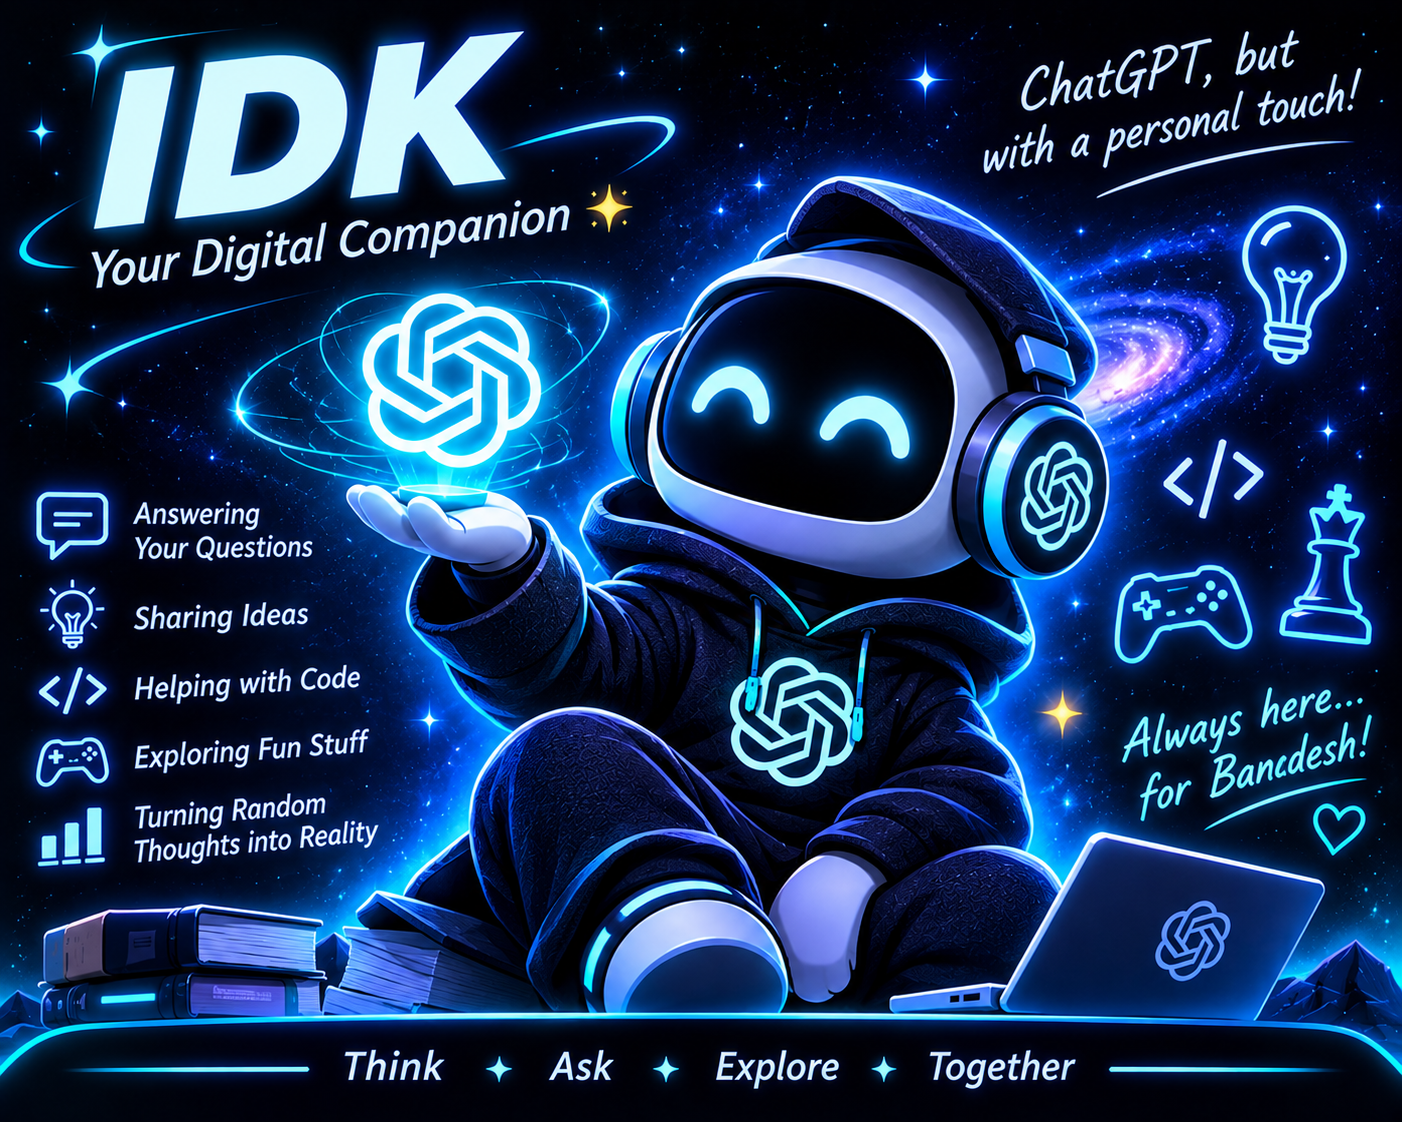 IDK
Your Digital Companion
ChatGPT, but
with a personal touch!
Answering
Your Questions
Sharing Ideas
</>
Helping with Code
Exploring Fun Stuff
Turning Random
Thoughts into Reality
</>
Always here...
for Bancdesh!
Think ✦ Ask ✦ Explore ✦ Together